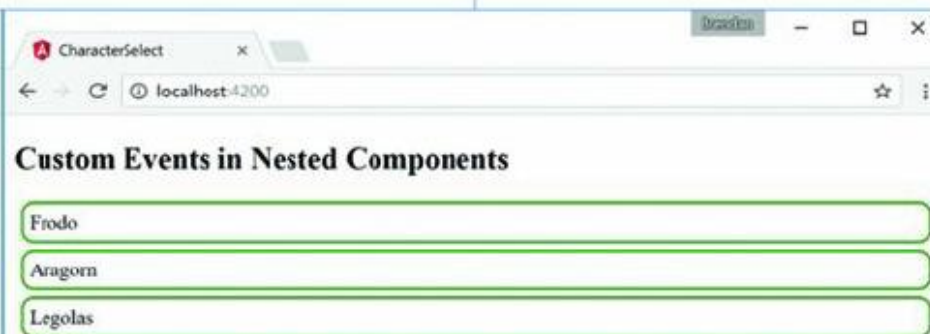 CharacterSelect
localhost:4200
Custom Events in Nested Components
Frodo
Aragorn
Legolas